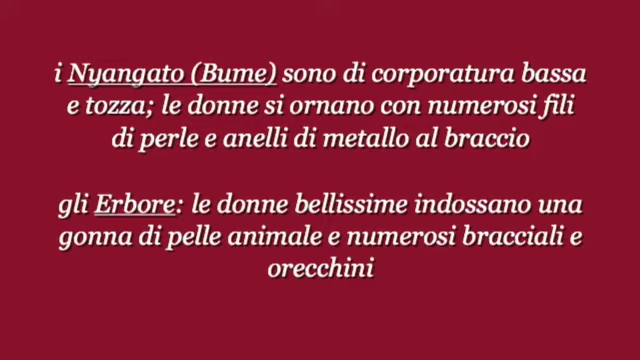 i Nyangato (Bume) sono di corporatura bassa
e tozza; le donne si ornano con numerosi fili
di perle e anelli di metallo al braccio
gli Erbore: le donne bellissime indossano una
gonna di pelle animale e numerosi bracciali e
orecchini